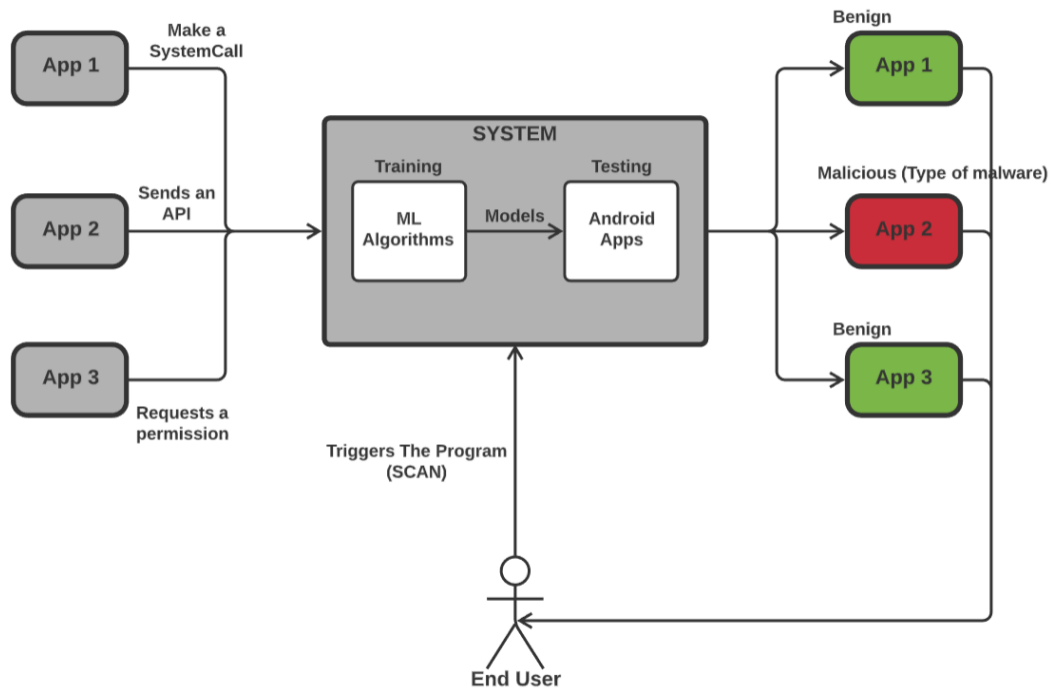 Make a
SystemCall
App 1
Sends an
API
App 2
App 3
Requests a
permission
SYSTEM
Training
ML
Algorithms
Models
Testing
Android
Apps
Benign
App 1
Malicious (Type of malware)
App 2
Benign
App 3
Triggers The Program
(SCAN)
End User